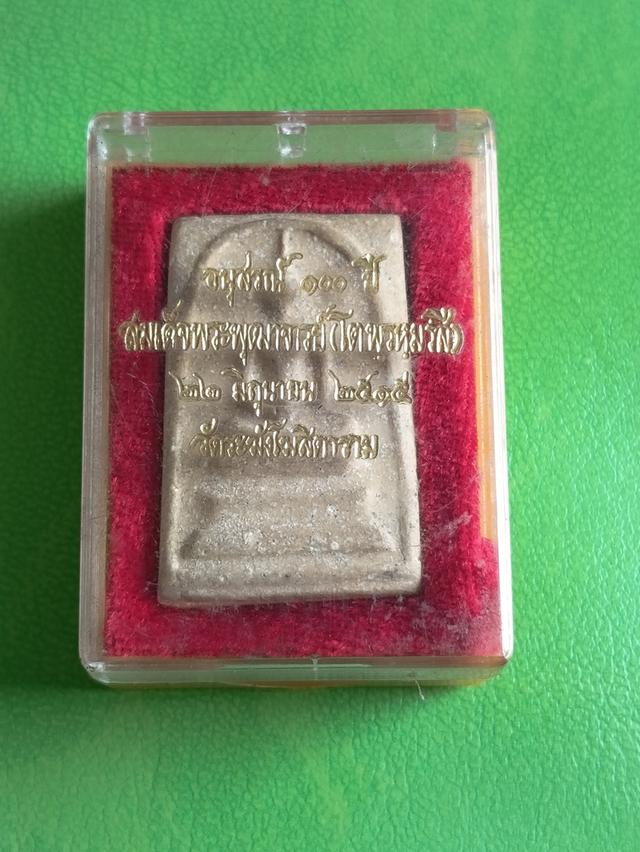 อนุสรณ์ ๑๐๐ ปี
สมเด็จพระพุฒาจารย์(โตพรหมรังสี)
๒๒ มิถุนายน ๒๕๑๕
วัดระฆังโฆสิตาราม